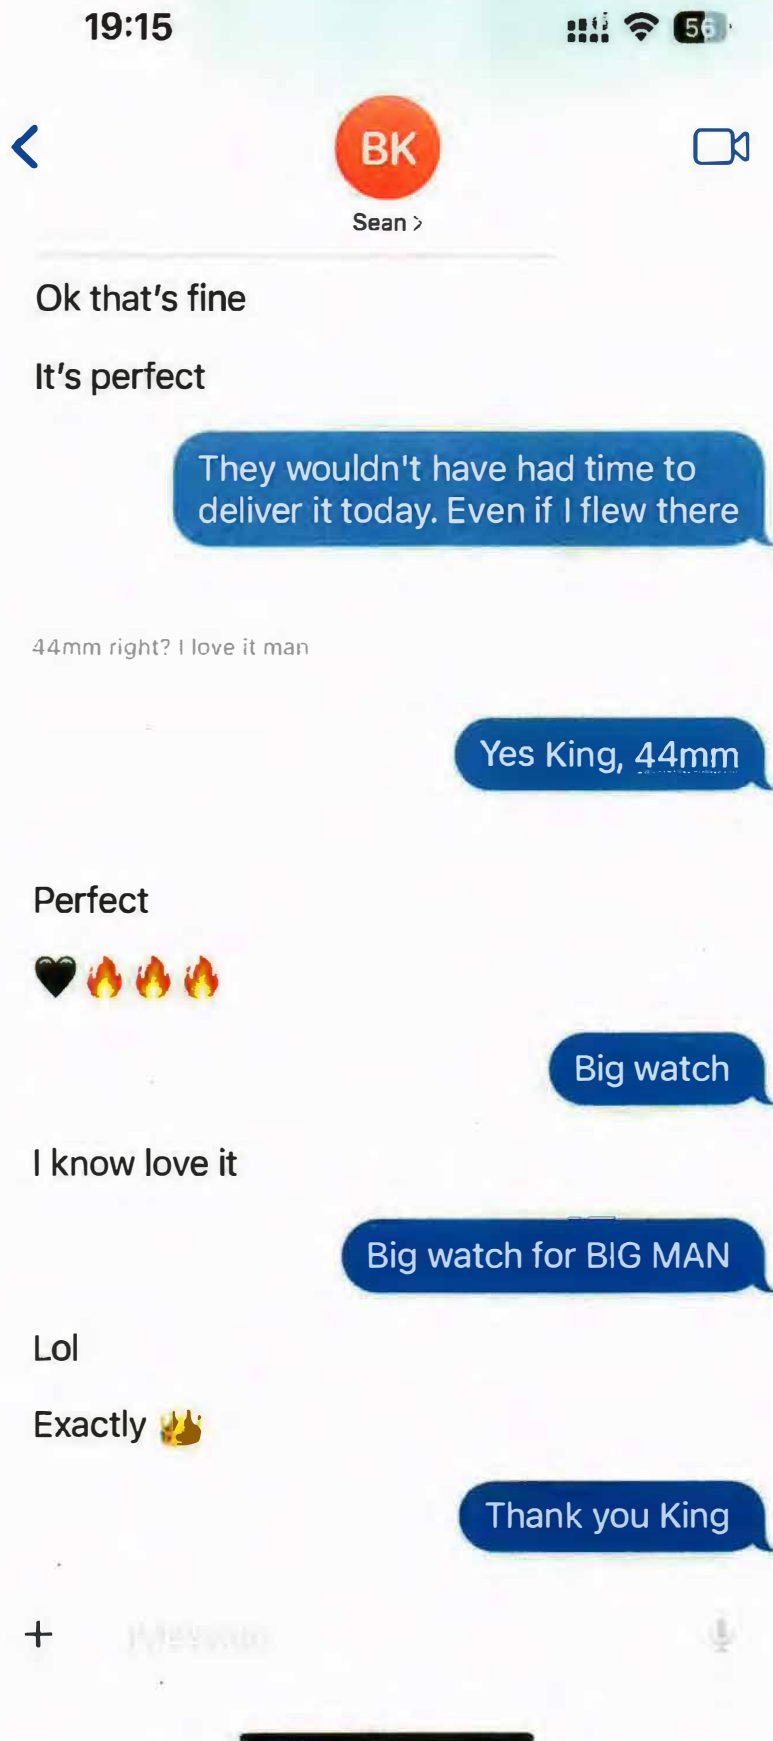 19:15
56
BK
Sean >
Ok that's fine
It's perfect
They wouldn't have had time to
deliver it today. Even if I flew there
44mm right? I love it man
Yes King, 44mm
Perfect
🖤🔥🔥🔥
Big watch
I know love it
Big watch for BIG MAN
Lol
Exactly 👑
Thank you King
+ iMessage